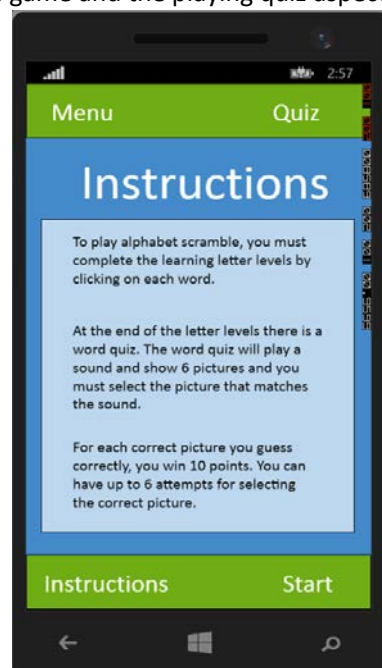 game and the playing quiz aspec
2:57
Menu Quiz
Instructions
To play alphabet scramble, you must
complete the learning letter levels by
clicking on each word.
At the end of the letter levels there is a
word quiz. The word quiz will play a
sound and show 6 pictures and you
must select the picture that matches
the sound.
For each correct picture you guess
correctly, you win 10 points. You can
have up to 6 attempts for selecting
the correct picture.
Instructions Start